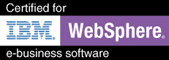 Certified for
IBM. WebSphere.
e-business software